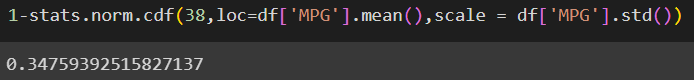 1-stats.norm.cdf(38,loc=df['MPG'].mean(),scale = df['MPG'].std())
0.34759392515827137